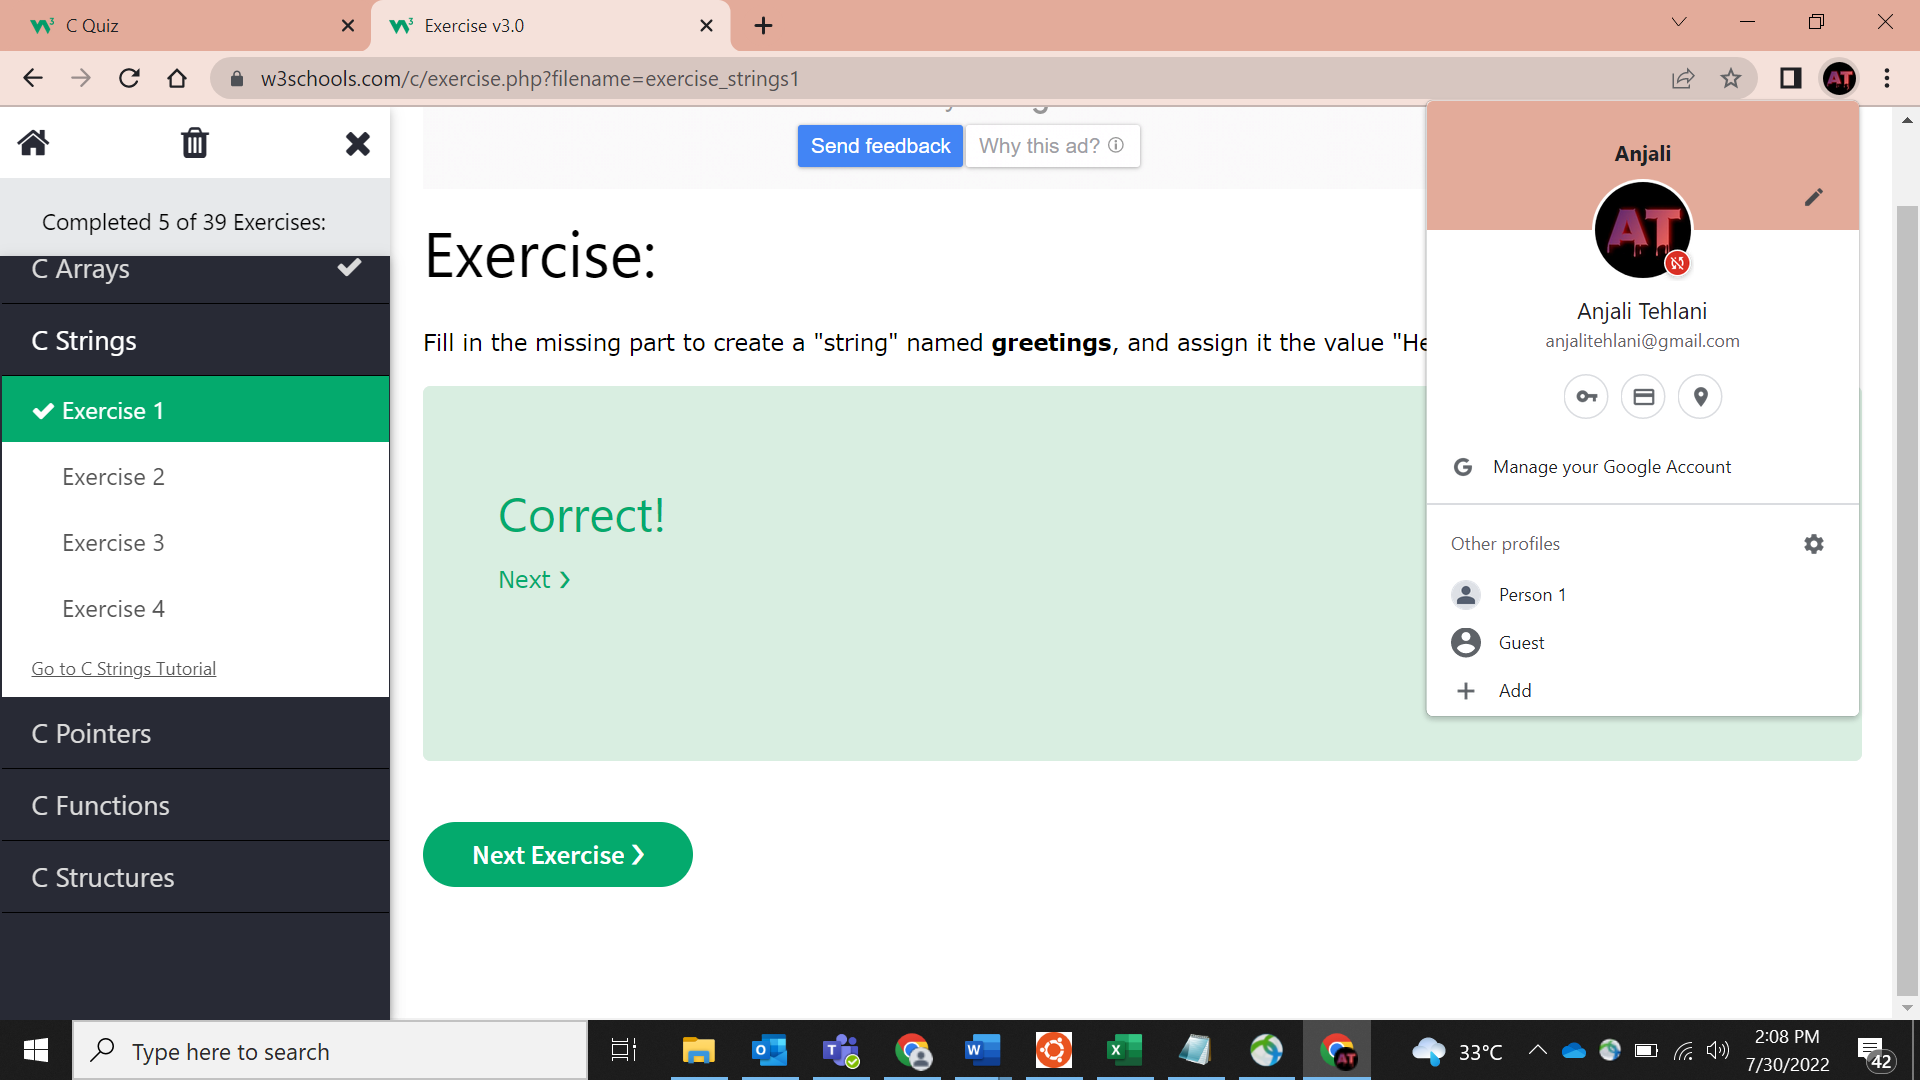 C Quiz
Exercise v3.0
w3schools.com/c/exercise.php?filename=exercise_strings1
Send feedback
Why this ad?
Completed 5 of 39 Exercises:
C Arrays
C Strings
Exercise 1
Exercise 2
Exercise 3
Exercise 4
Go to C Strings Tutorial
C Pointers
C Functions
C Structures
Exercise:
Fill in the missing part to create a "string" named greetings, and assign it the value "He
Correct!
Next ❯
Next Exercise ❯
Anjali
AT
Anjali Tehlani
anjalitehlani@gmail.com
Manage your Google Account
Other profiles
Person 1
Guest
Add
Type here to search
33°C
2:08 PM
7/30/2022
42